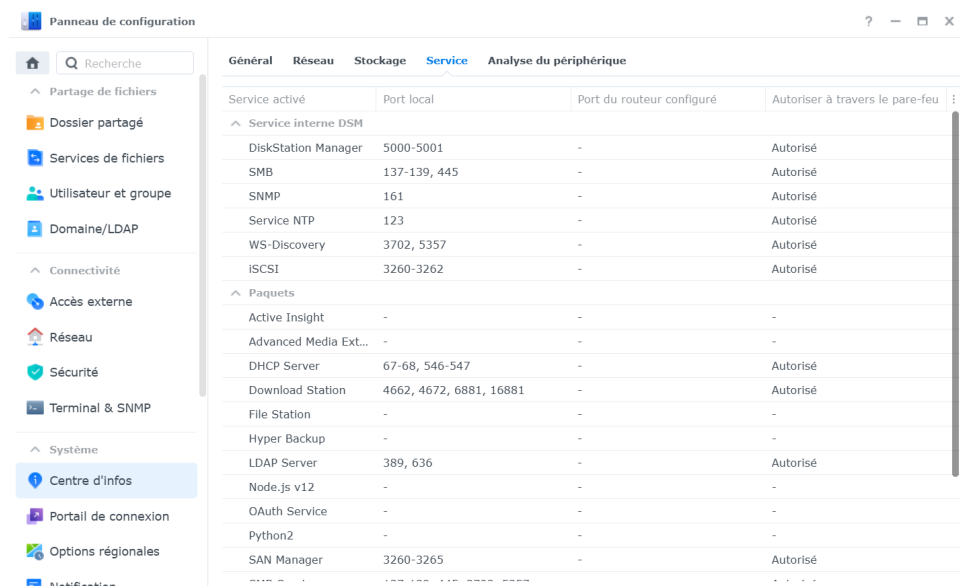 Panneau de configuration
Recherche
Partage de fichiers
Dossier partagé
Services de fichiers
Utilisateur et groupe
Domaine/LDAP
Connectivité
Accès externe
Réseau
Sécurité
Terminal & SNMP
Système
Centre d'infos
Portail de connexion
Options régionales
Notification
Général Réseau Stockage Service Analyse du périphérique
Service activé Port local Port du routeur configuré Autoriser à travers le pare-feu
Service interne DSM
DiskStation Manager 5000-5001 - Autorisé
SMB 137-139, 445 - Autorisé
SNMP 161 - Autorisé
Service NTP 123 - Autorisé
WS-Discovery 3702, 5357 - Autorisé
iSCSI 3260-3262 - Autorisé
Paquets
Active Insight - - -
Advanced Media Ext... - - -
DHCP Server 67-68, 546-547 - Autorisé
Download Station 4662, 4672, 6881, 16881 - Autorisé
File Station - - -
Hyper Backup - - -
LDAP Server 389, 636 - Autorisé
Node.js v12 - - -
OAuth Service - - -
Python2 - - -
SAN Manager 3260-3265 - Autorisé